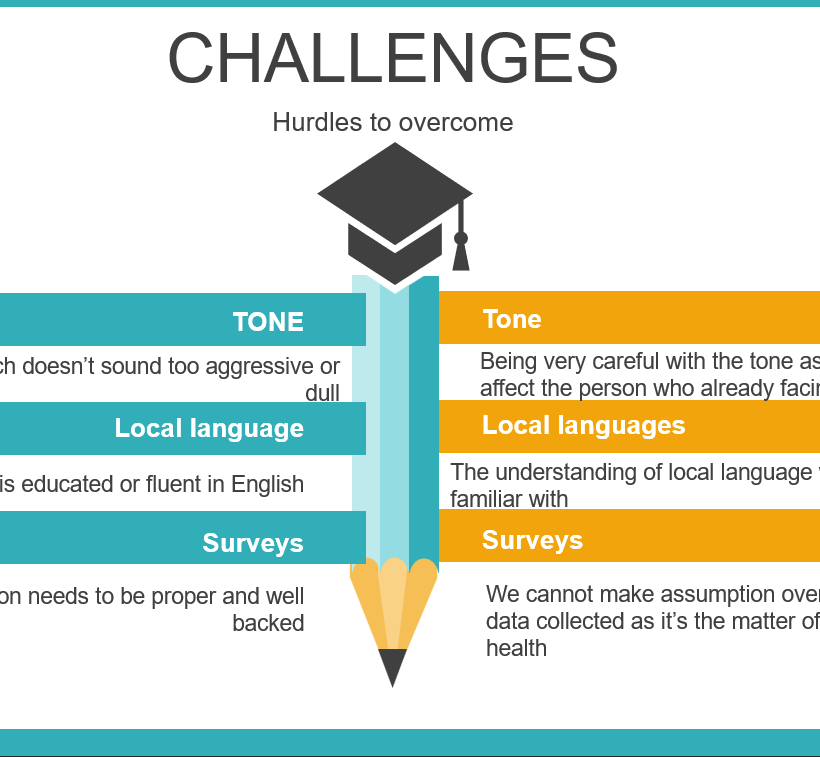 CHALLENGES
Hurdles to overcome
TONE
doesn’t sound too aggressive or
dull
Local language
is educated or fluent in English
Surveys
needs to be proper and well
backed
Tone
Being very careful with the tone as
affect the person who already
Local languages
The understanding of local language
familiar with
Surveys
We cannot make assumption over
data collected as it’s the matter of
health